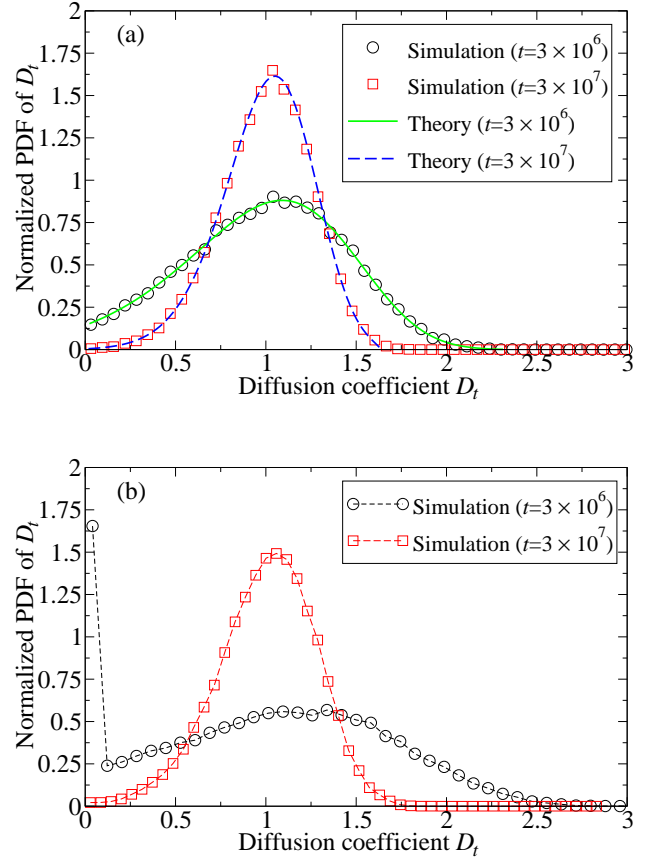 (a)
Simulation (t=3 × 10^6)
Simulation (t=3 × 10^7)
Theory (t=3 × 10^6)
Theory (t=3 × 10^7)
Normalized PDF of D_t
2
1.75
1.5
1.25
1
0.75
0.5
0.25
0
0 0.5 1 1.5 2 2.5 3
Diffusion coefficient D_t
(b)
Simulation (t=3 × 10^6)
Simulation (t=3 × 10^7)
Normalized PDF of D_t
2
1.75
1.5
1.25
1
0.75
0.5
0.25
0
0 0.5 1 1.5 2 2.5 3
Diffusion coefficient D_t